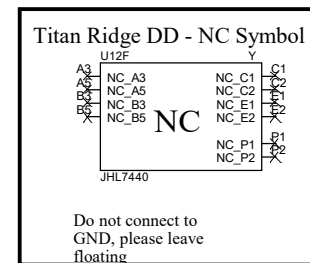 Titan Ridge DD - NC Symbol
U12F Y
A3 NC_A3 NC_C1 C1
A5 NC_A5 NC_C2 C2
B3 NC_B3 NC_E1 E1
B5 NC_B5 NC_E2 E2
NC
NC_P1 P1
NC_P2 P2
JHL7440
Do not connect to
GND, please leave
floating